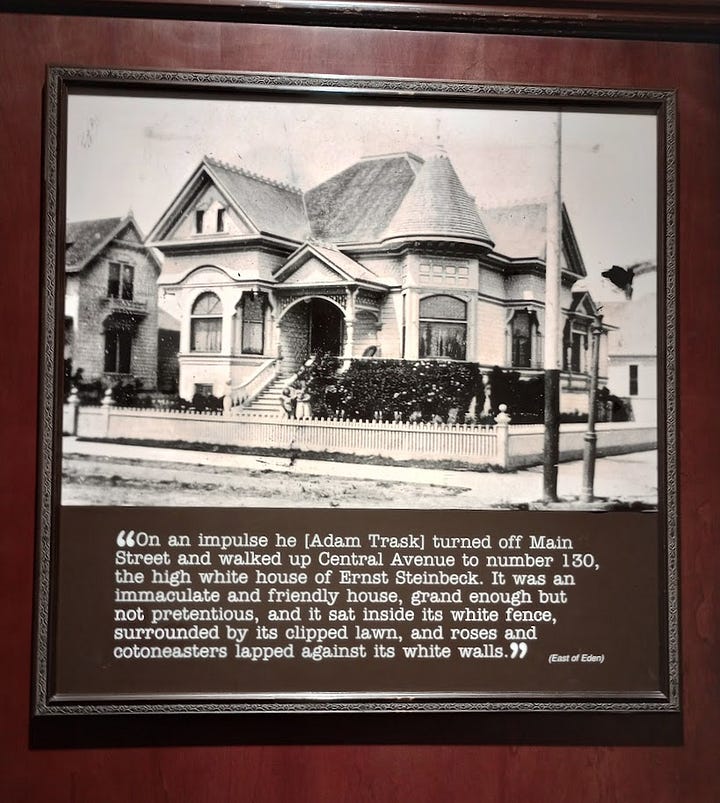 “On an impulse he [Adam Trask] turned off Main
Street and walked up Central Avenue to number 130,
the high white house of Ernst Steinbeck. It was an
immaculate and friendly house, grand enough but
not pretentious, and it sat inside its white fence,
surrounded by its clipped lawn, and roses and
cotoneasters lapped against its white walls.”
(East of Eden)